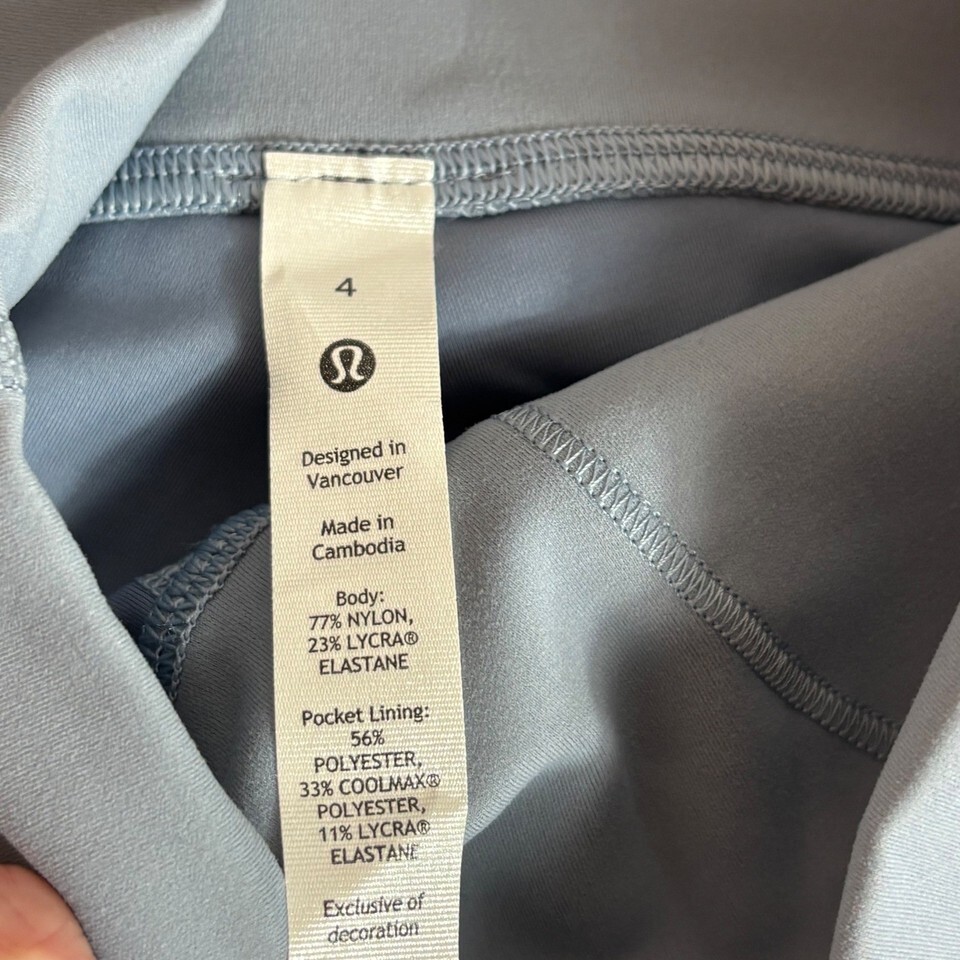 4
Designed in
Vancouver
Made in
Cambodia
Body:
77% NYLON,
23% LYCRA®
ELASTANE
Pocket Lining:
56%
POLYESTER,
33% COOLMAX®
POLYESTER,
11% LYCRA®
ELASTANE
Exclusive of
decoration